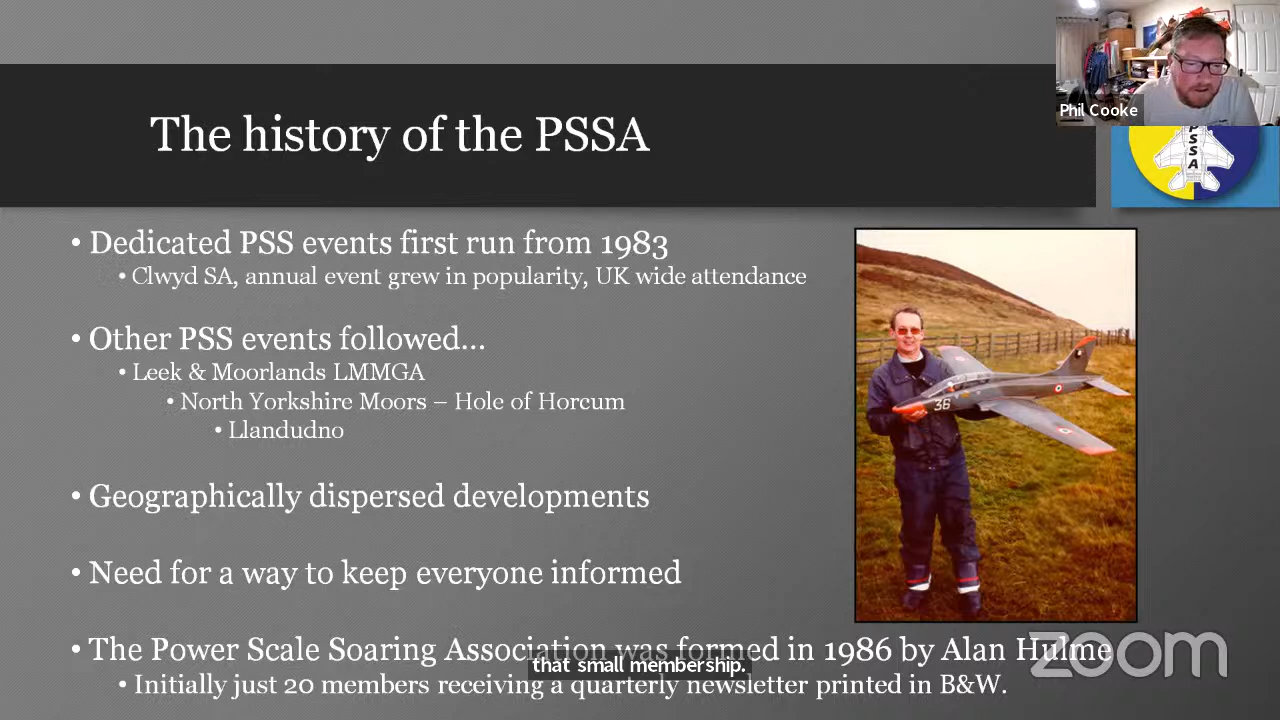 Phil Cooke
The history of the PSSA
PSSA
• Dedicated PSS events first run from 1983
• Clwyd SA, annual event grew in popularity, UK wide attendance
• Other PSS events followed...
• Leek & Moorlands LMMGA
• North Yorkshire Moors – Hole of Horcum
• Llandudno
36
• Geographically dispersed developments
• Need for a way to keep everyone informed
• The Power Scale Soaring Association was formed in 1986 by Alan Hulme
zoom
that small membership.
• Initially just 20 members receiving a quarterly newsletter printed in B&W.